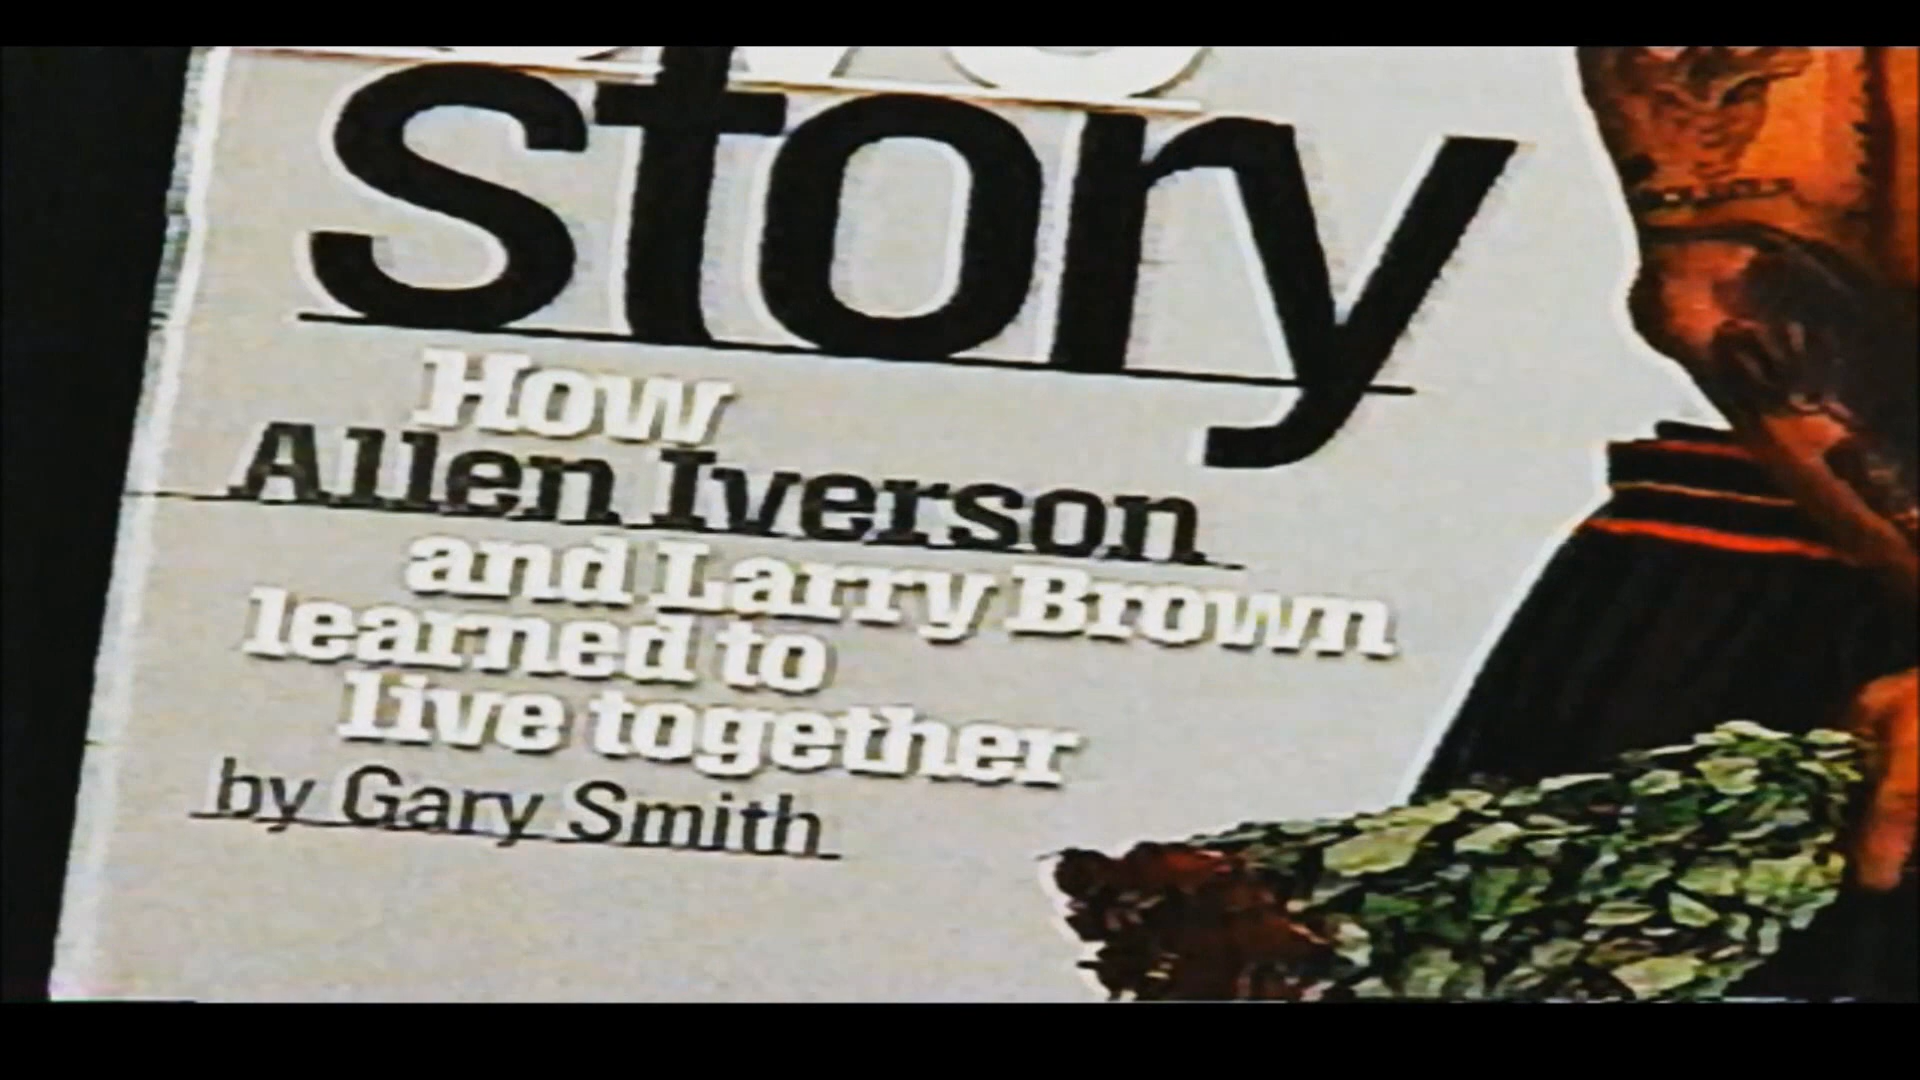 story
How
Allen Iverson
and Larry Brown
learned to
live together
by Gary Smith